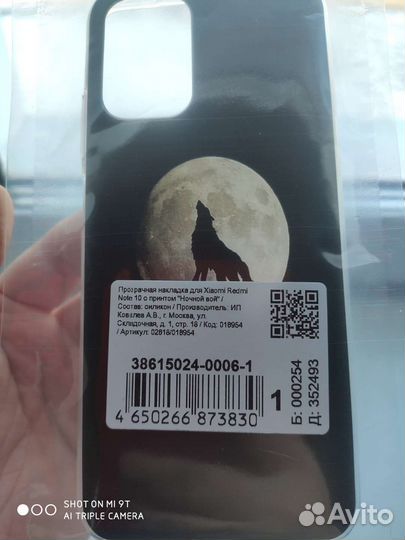 Прозрачная накладка для Xiaomi Redmi
Note 10 с принтом "Ночной вой" /
Состав: силикон / Производитель: ИП
Ковалев А.В., г. Москва, ул.
Складочная, д. 1, стр. 18 / Код: 018954
/ Артикул: 02818/018954
38615024-0006-1
4 650266 873830
1
Б: 000254
Д: 352493
SHOT ON MI 9T
AI TRIPLE CAMERA
Avito